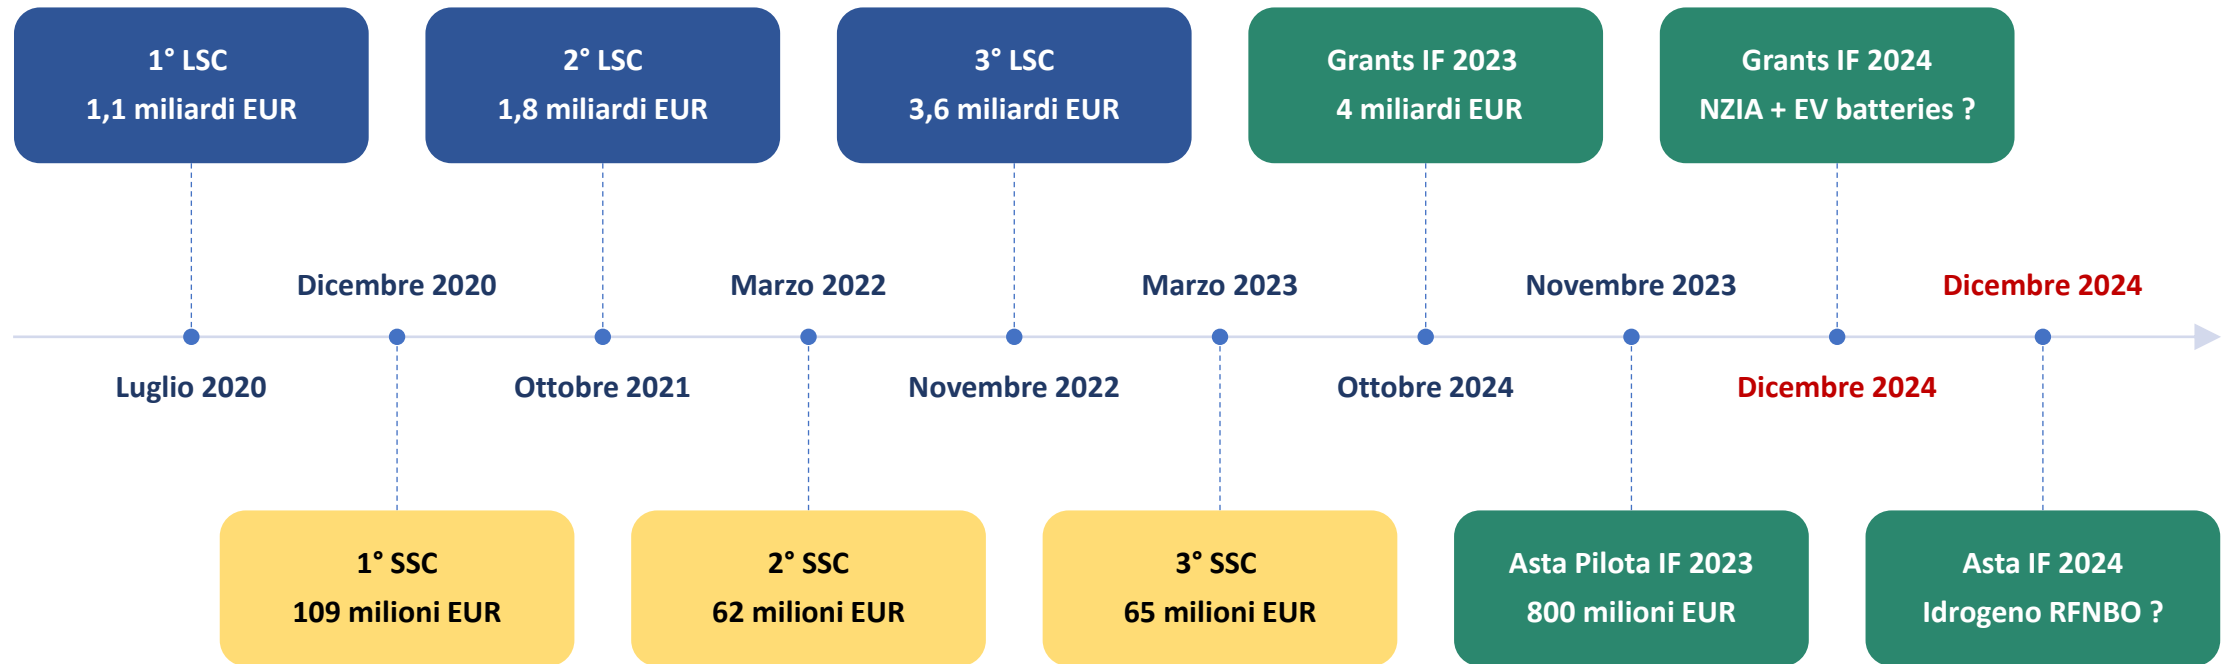 1° LSC
1,1 miliardi EUR
2° LSC
1,8 miliardi EUR
3° LSC
3,6 miliardi EUR
Grants IF 2023
4 miliardi EUR
Grants IF 2024
NZIA + EV batteries ?
Dicembre 2020
Marzo 2022
Marzo 2023
Novembre 2023
Dicembre 2024
Luglio 2020
Ottobre 2021
Novembre 2022
Ottobre 2024
Dicembre 2024
1° SSC
109 milioni EUR
2° SSC
62 milioni EUR
3° SSC
65 milioni EUR
Asta Pilota IF 2023
800 milioni EUR
Asta IF 2024
Idrogeno RFNBO ?